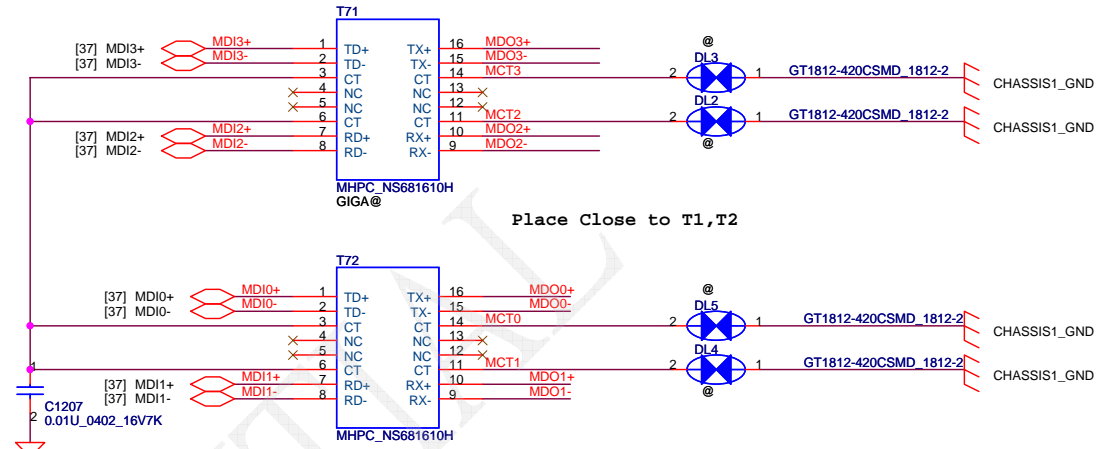 T71
[37] MDI3+ MDI3+ 1 TD+ TX+ 16 MDO3+
[37] MDI3- MDI3- 2 TD- TX- 15 MDO3-
3 CT CT 14 MCT3 2 @ DL3 1 GT1812-420CSMD_1812-2 CHASSIS1_GND
4 NC NC 13
5 NC NC 12
6 CT CT 11 MCT2 2 DL2 @ 1 GT1812-420CSMD_1812-2 CHASSIS1_GND
[37] MDI2+ MDI2+ 7 RD+ RX+ 10 MDO2+
[37] MDI2- MDI2- 8 RD- RX- 9 MDO2-
MHPC_NS681610H
GIGA@
Place Close to T1,T2
T72
[37] MDI0+ MDI0+ 1 TD+ TX+ 16 MDO0+
[37] MDI0- MDI0- 2 TD- TX- 15 MDO0-
3 CT CT 14 MCT0 2 @ DL5 1 GT1812-420CSMD_1812-2 CHASSIS1_GND
4 NC NC 13
5 NC NC 12
6 CT CT 11 MCT1 2 DL4 @ 1 GT1812-420CSMD_1812-2 CHASSIS1_GND
[37] MDI1+ MDI1+ 7 RD+ RX+ 10 MDO1+
[37] MDI1- MDI1- 8 RD- RX- 9 MDO1-
MHPC_NS681610H
1
C1207
2 0.01U_0402_16V7K